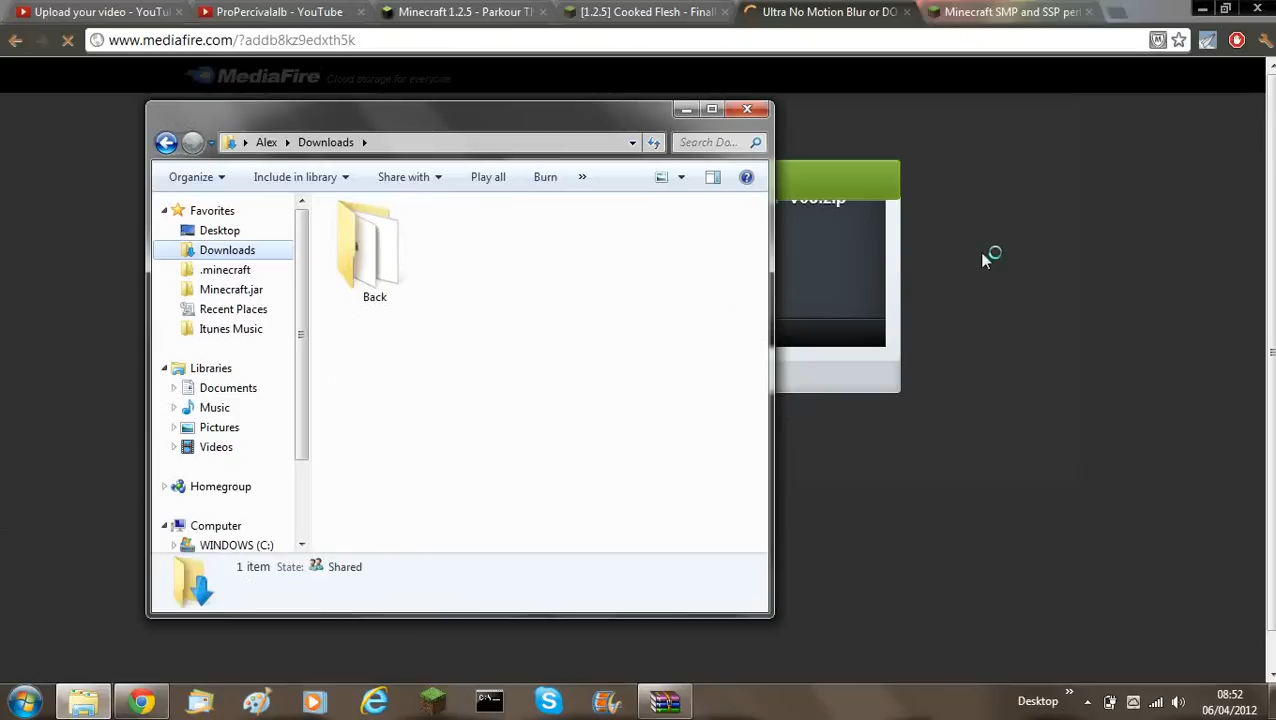 Upload your video - YouTu
ProPercivalalb - YouTube
Minecraft 1.2.5 - Parkour Th
[1.2.5] Cooked Flesh - Final
Ultra No Motion Blur or DO
Minecraft SMP and SSP per
www.mediafire.com/?addb8kz9edxth5k
MediaFire Cloud storage for everyone
Alex Downloads
Search Do...
Organize Include in library Share with Play all Burn »
Favorites
Desktop
Downloads
.minecraft
Minecraft.jar
Recent Places
Itunes Music
Libraries
Documents
Music
Pictures
Videos
Homegroup
Computer
WINDOWS (C:)
Back
1 item State: Shared
Desktop »
08:52
06/04/2012